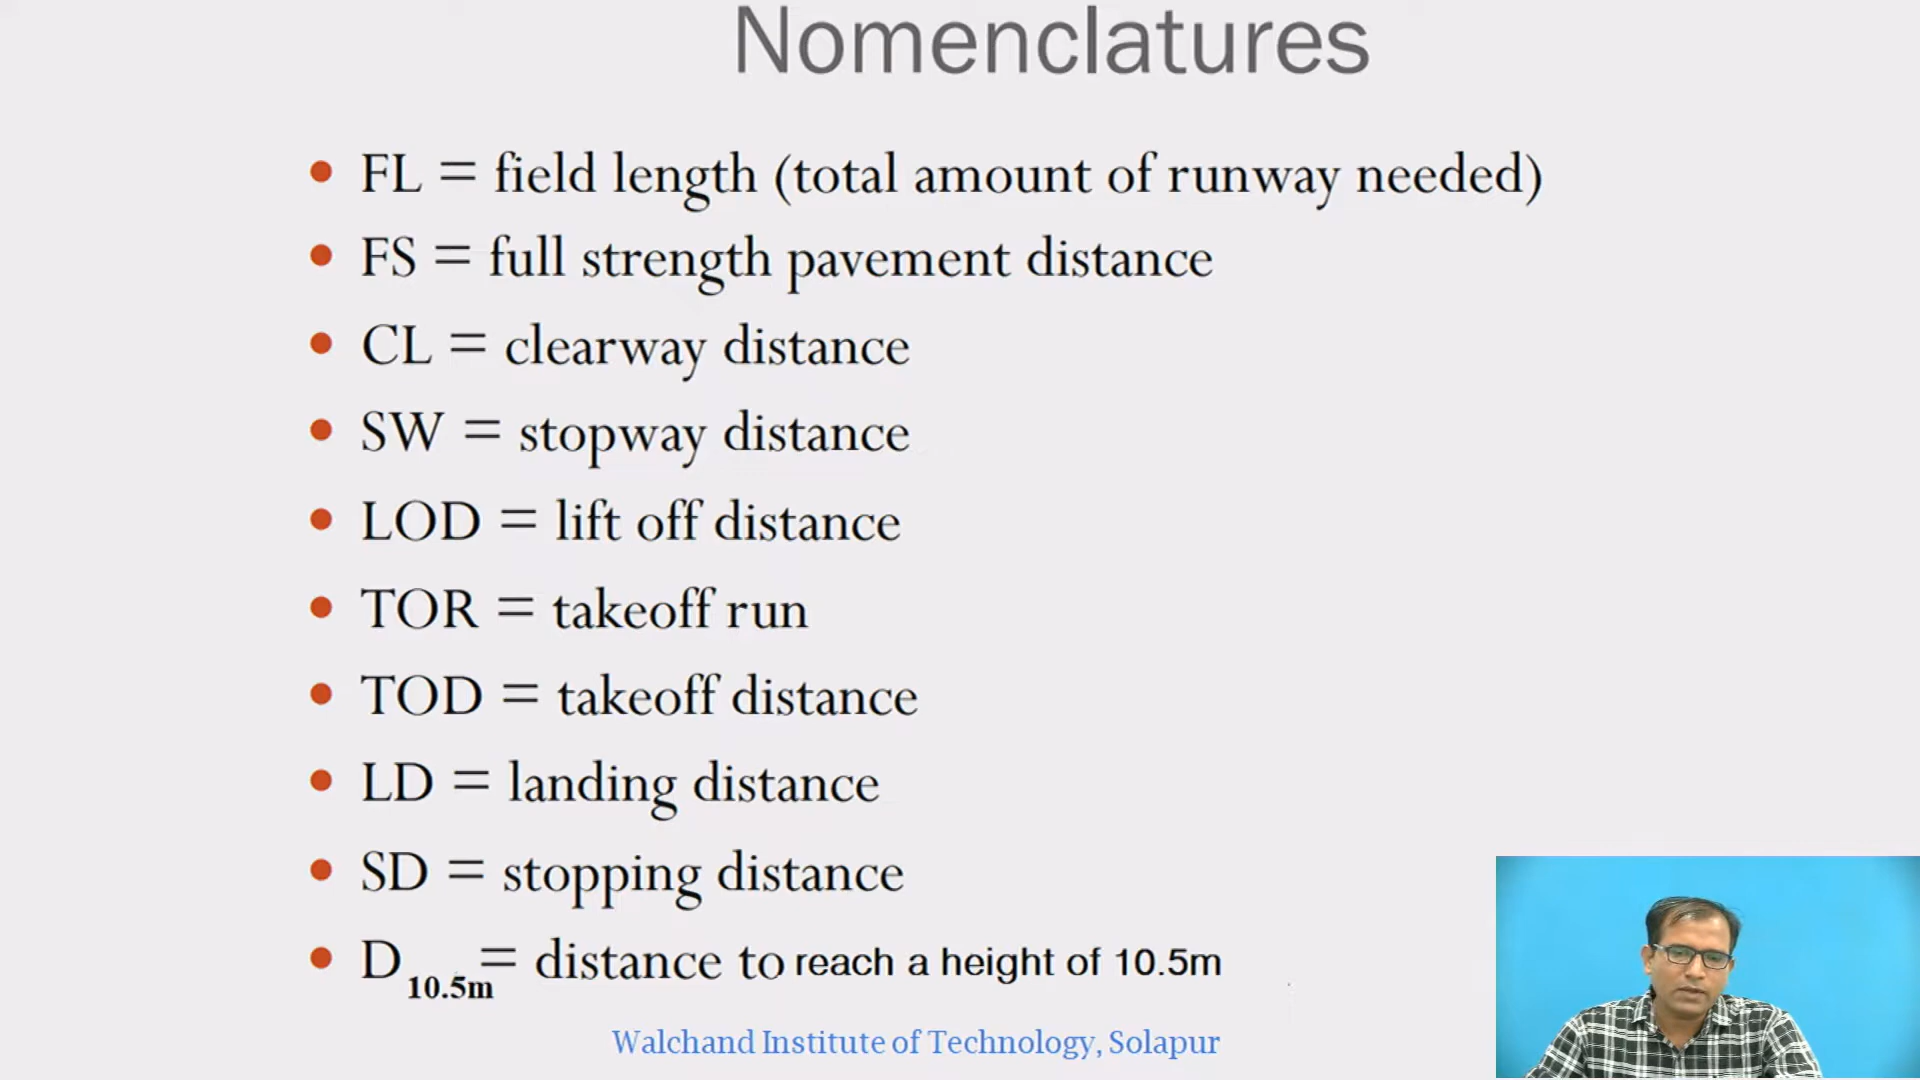 Nomenclatures
• FL = field length (total amount of runway needed)
• FS = full strength pavement distance
• CL = clearway distance
• SW = stopway distance
• LOD = lift off distance
• TOR = takeoff run
• TOD = takeoff distance
• LD = landing distance
• SD = stopping distance
• D10.5m = distance to reach a height of 10.5m
Walchand Institute of Technology, Solapur